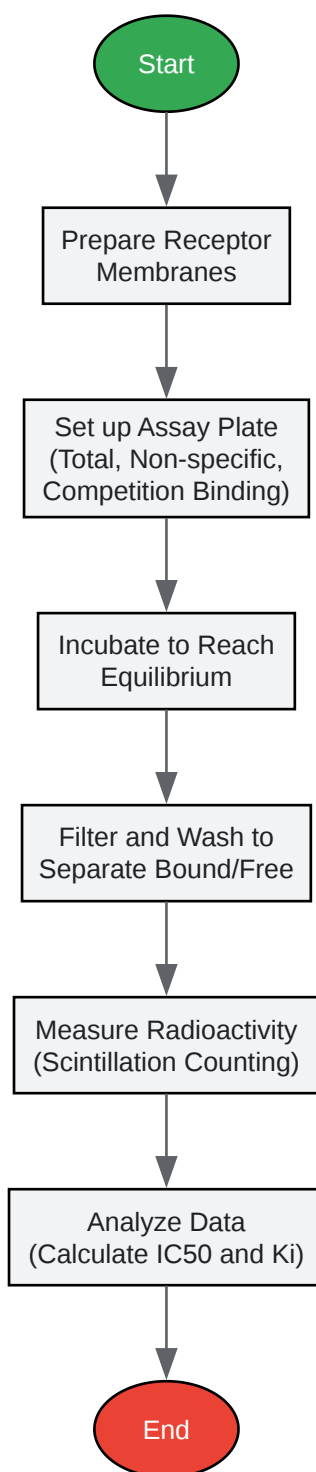 Start
Prepare Receptor
Membranes
Set up Assay Plate
(Total, Non-specific,
Competition Binding)
Incubate to Reach
Equilibrium
Filter and Wash to
Separate Bound/Free
Measure Radioactivity
(Scintillation Counting)
Analyze Data
(Calculate IC50 and Ki)
End